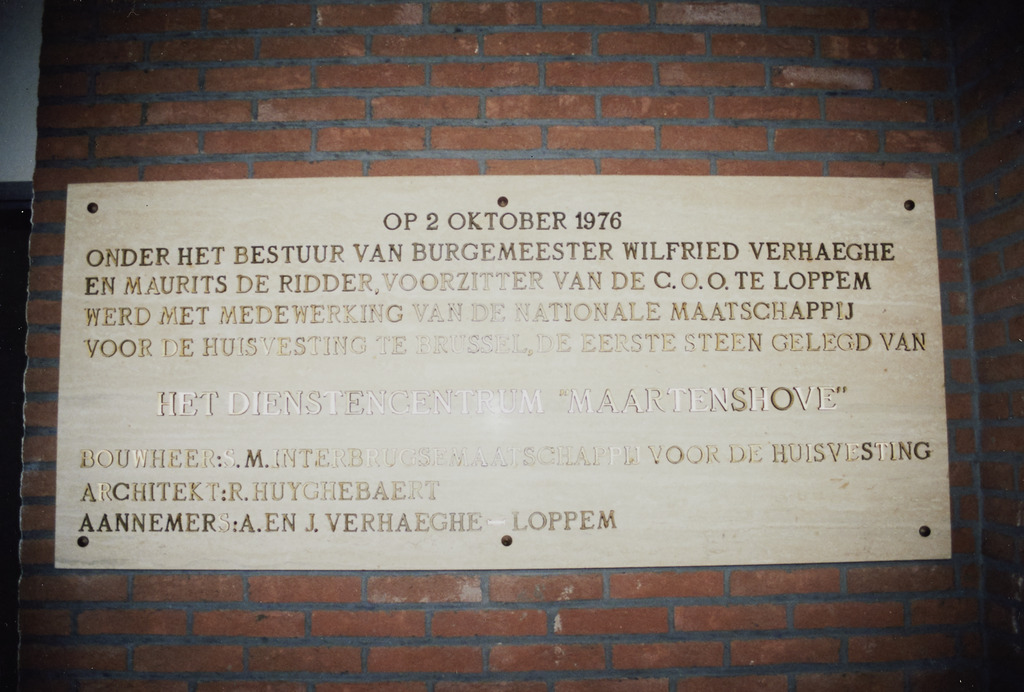 OP 2 OKTOBER 1976
ONDER HET BESTUUR VAN BURGEMEESTER WILFRIED VERHAEGHE
EN MAURITS DE RIDDER, VOORZITTER VAN DE C.O.O. TE LOPPEM
WERD MET MEDEWERKING VAN DE NATIONALE MAATSCHAPPIJ
VOOR DE HUISVESTING TE BRUSSEL, DE EERSTE STEEN GELEGD VAN
HET DIENSTENCENTRUM "MAARTENSHOVE"
BOUWHEER: S.M. INTERBRUGSE MAATSCHAPPIJ VOOR DE HUISVESTING
ARCHITEKT: R. HUYGHEBAERT
AANNEMERS: A. EN J. VERHAEGHE - LOPPEM